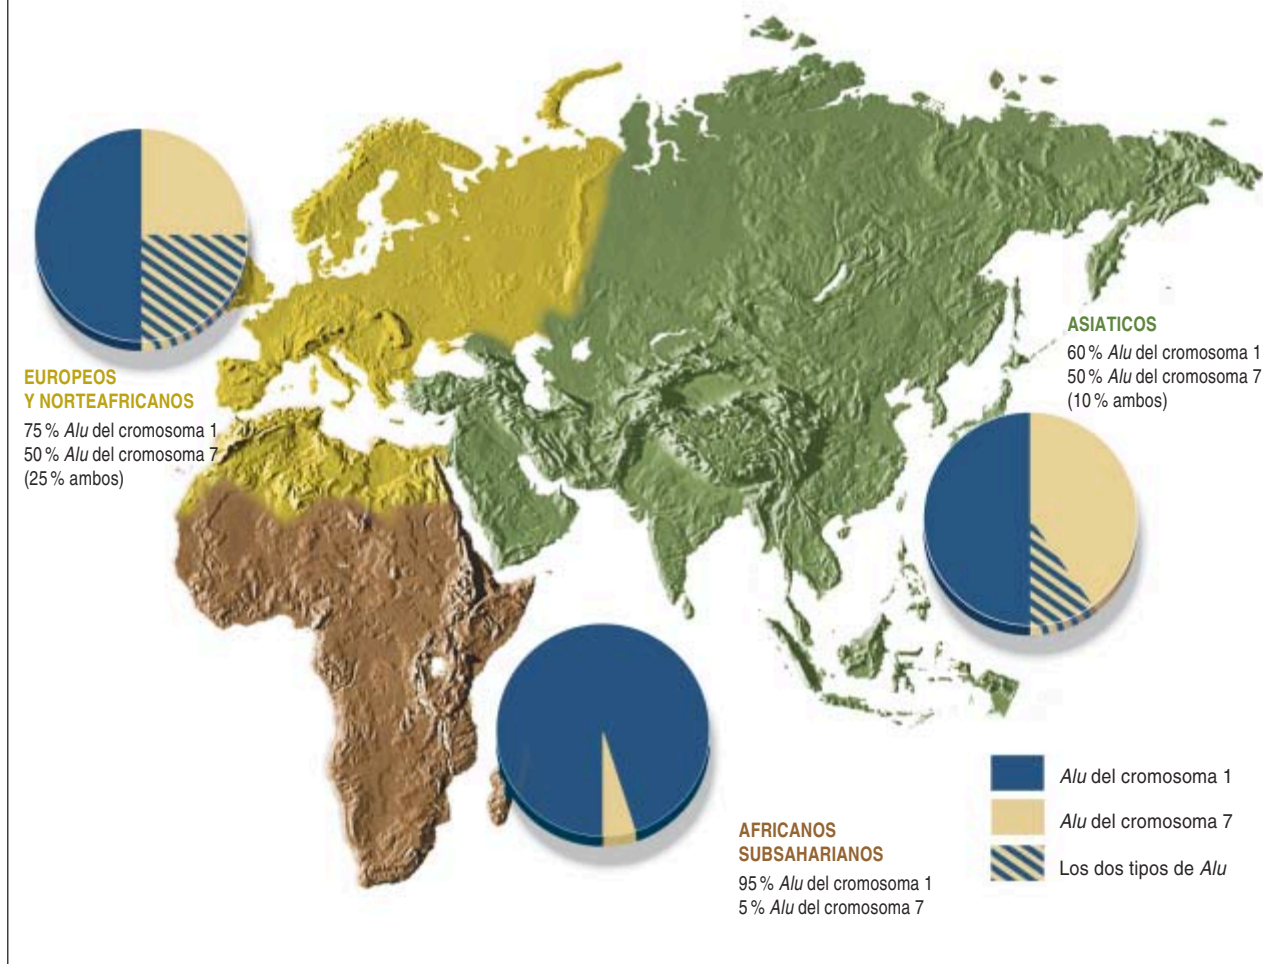 EUROPEOS
Y NORTEAFRICANOS
75 % Alu del cromosoma 1
50 % Alu del cromosoma 7
(25 % ambos)
ASIATICOS
60 % Alu del cromosoma 1
50 % Alu del cromosoma 7
(10 % ambos)
AFRICANOS
SUBSAHARIANOS
95 % Alu del cromosoma 1
5 % Alu del cromosoma 7
Alu del cromosoma 1
Alu del cromosoma 7
Los dos tipos de Alu